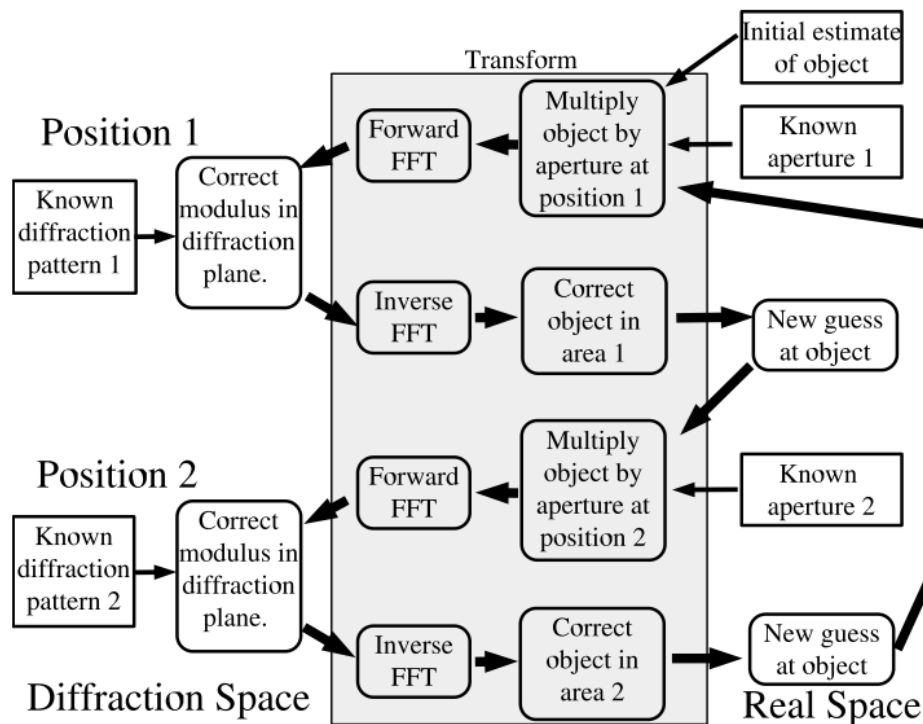 Initial estimate
of object
Transform
Multiply
object by
aperture at
position 1
Forward
FFT
Known
aperture 1
Position 1
Known
diffraction
pattern 1
Correct
modulus in
diffraction
plane.
Inverse
FFT
Correct
object in
area 1
New guess
at object
Position 2
Multiply
object by
aperture at
position 2
Forward
FFT
Known
aperture 2
Known
diffraction
pattern 2
Correct
modulus in
diffraction
plane.
Inverse
FFT
Correct
object in
area 2
New guess
at object
Diffraction Space
Real Space